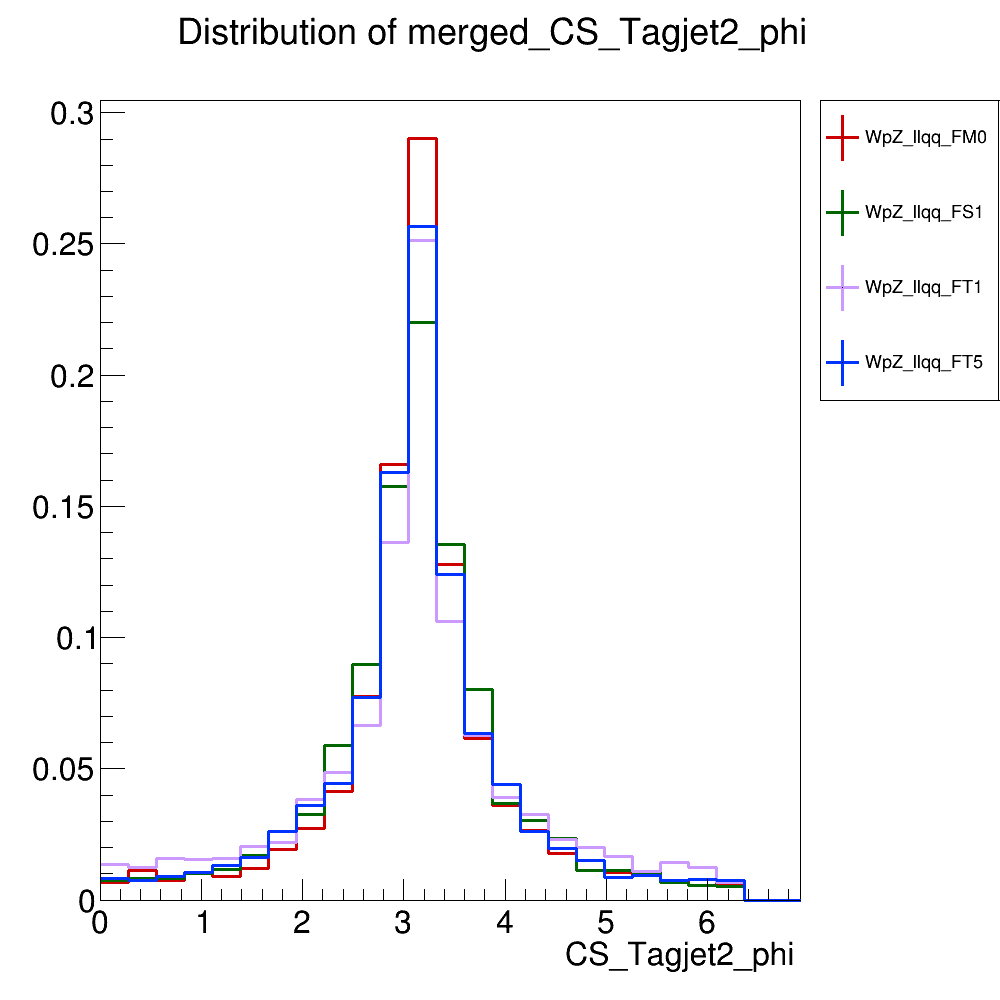 Distribution of merged_CS_Tagjet2_phi
0.3
0.25
0.2
0.15
0.1
0.05
0
0 1 2 3 4 5 6
CS_Tagjet2_phi
WpZ_llqq_FM0
WpZ_llqq_FS1
WpZ_llqq_FT1
WpZ_llqq_FT5